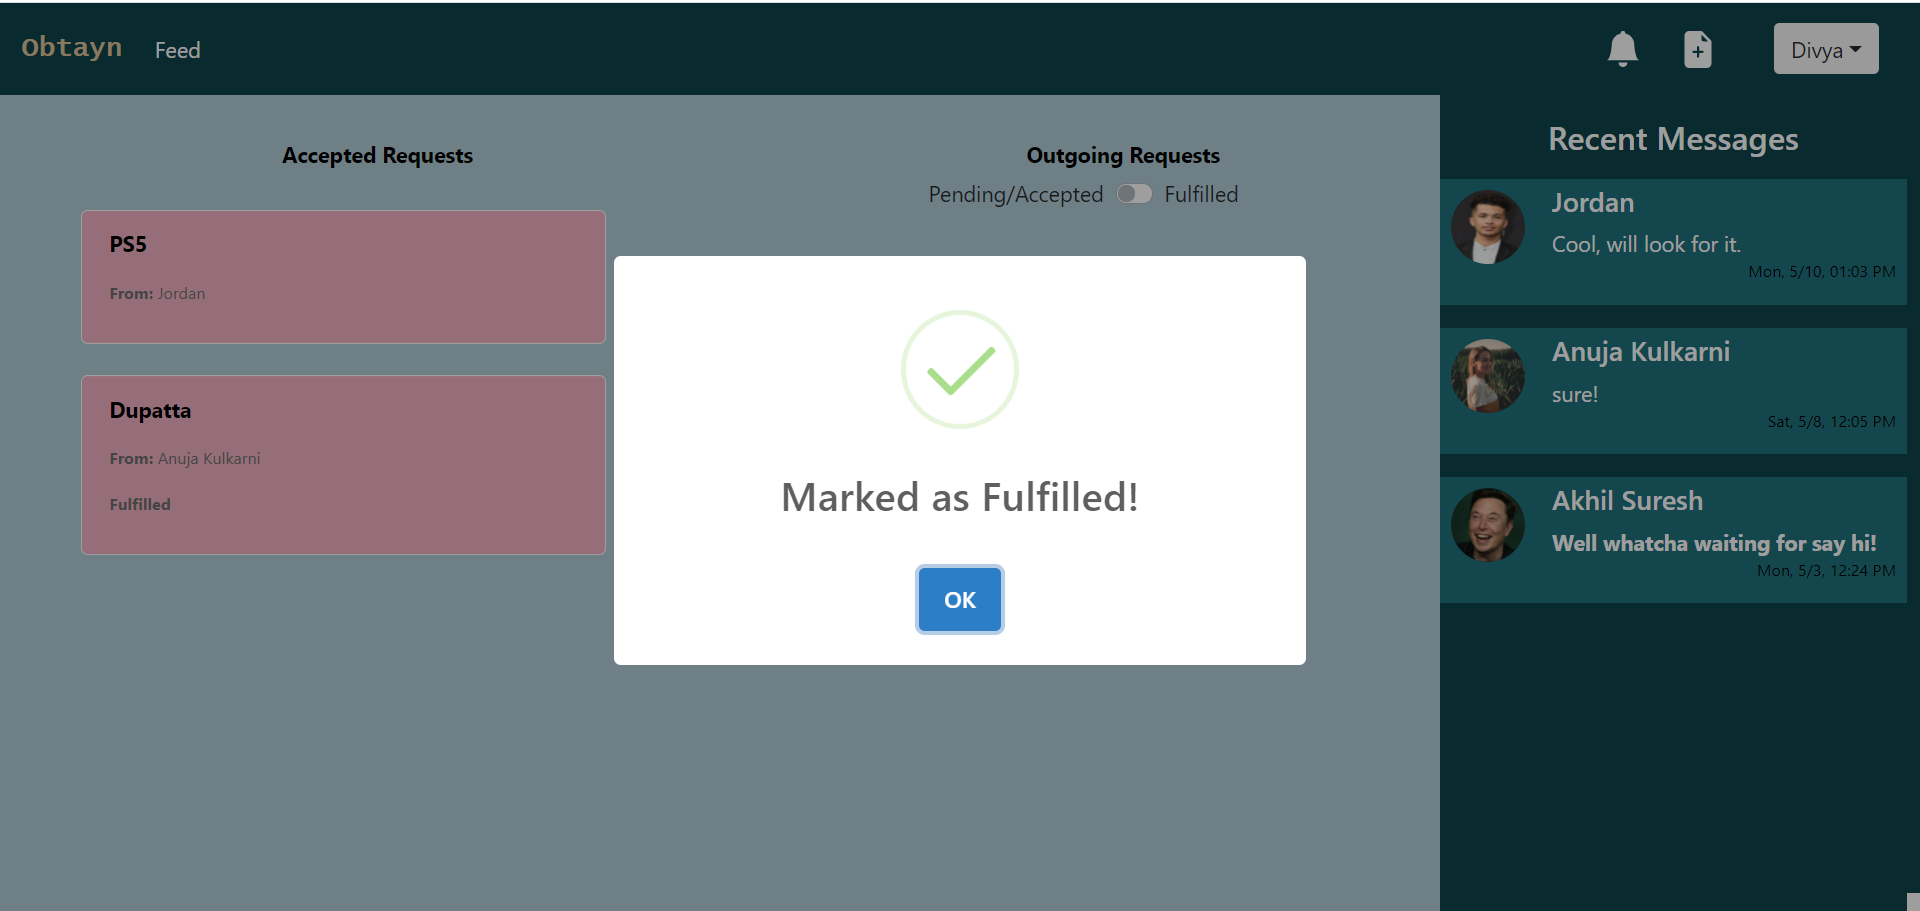 Obtayn
Feed
Divya
Accepted Requests
PS5
From: Jordan
Dupatta
From: Anuja Kulkarni
Fulfilled
Outgoing Requests
Pending/Accepted Fulfilled
Marked as Fulfilled!
OK
Recent Messages
Jordan
Cool, will look for it.
Mon, 5/10, 01:03 PM
Anuja Kulkarni
sure!
Sat, 5/8, 12:05 PM
Akhil Suresh
Well whatcha waiting for say hi!
Mon, 5/3, 12:24 PM